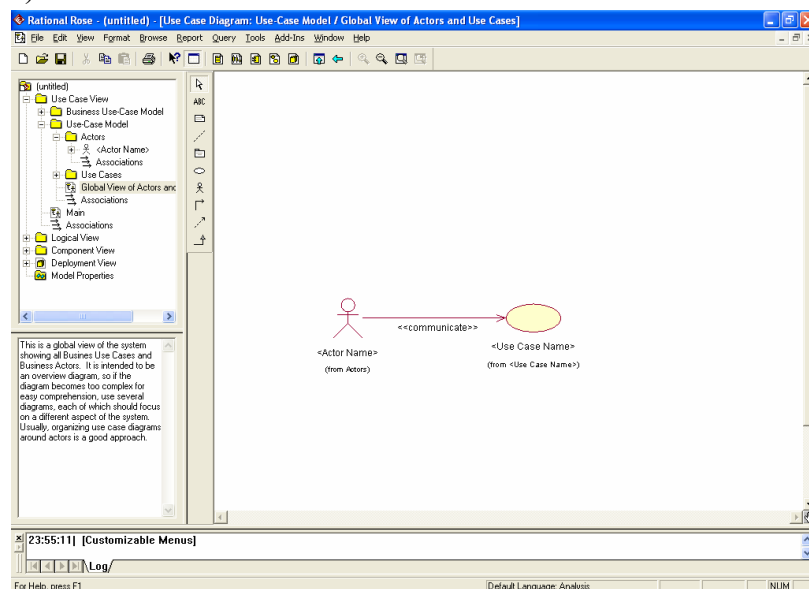 Rational Rose - (untitled) - [Use Case Diagram: Use-Case Model / Global View of Actors and Use Cases]
File Edit View Format Browse Report Query Tools Add-Ins Window Help
(untitled)
Use Case View
Business Use-Case Model
Use-Case Model
Actors
<Actor Name>
Associations
Use Cases
Global View of Actors and
Associations
Main
Associations
Logical View
Component View
Deployment View
Model Properties
ABC
<<communicate>>
<Actor Name>
(from Actors)
<Use Case Name>
(from <Use Case Name>)
This is a global view of the system
showing all Busines Use Cases and
Business Actors. It is intended to be
an overview diagram, so if the
diagram becomes too complex for
easy comprehension, use several
diagrams, each of which should focus
on a different aspect of the system.
Usually, organizing use case diagrams
around actors is a good approach.
23:55:11| [Customizable Menus]
Log
For Help, press F1
Default Language: Analysis
NUM